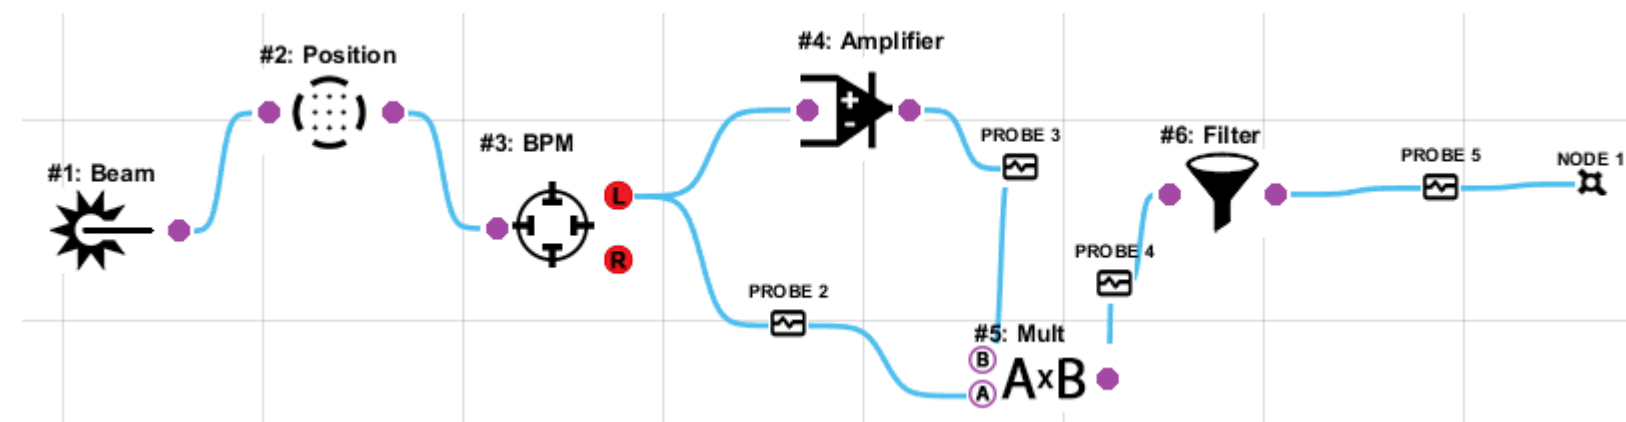 #1: Beam
#2: Position
#3: BPM
L
R
#4: Amplifier
+
-
PROBE 2
PROBE 3
#5: Mult
B
A
AxB
PROBE 4
#6: Filter
PROBE 5
NODE 1